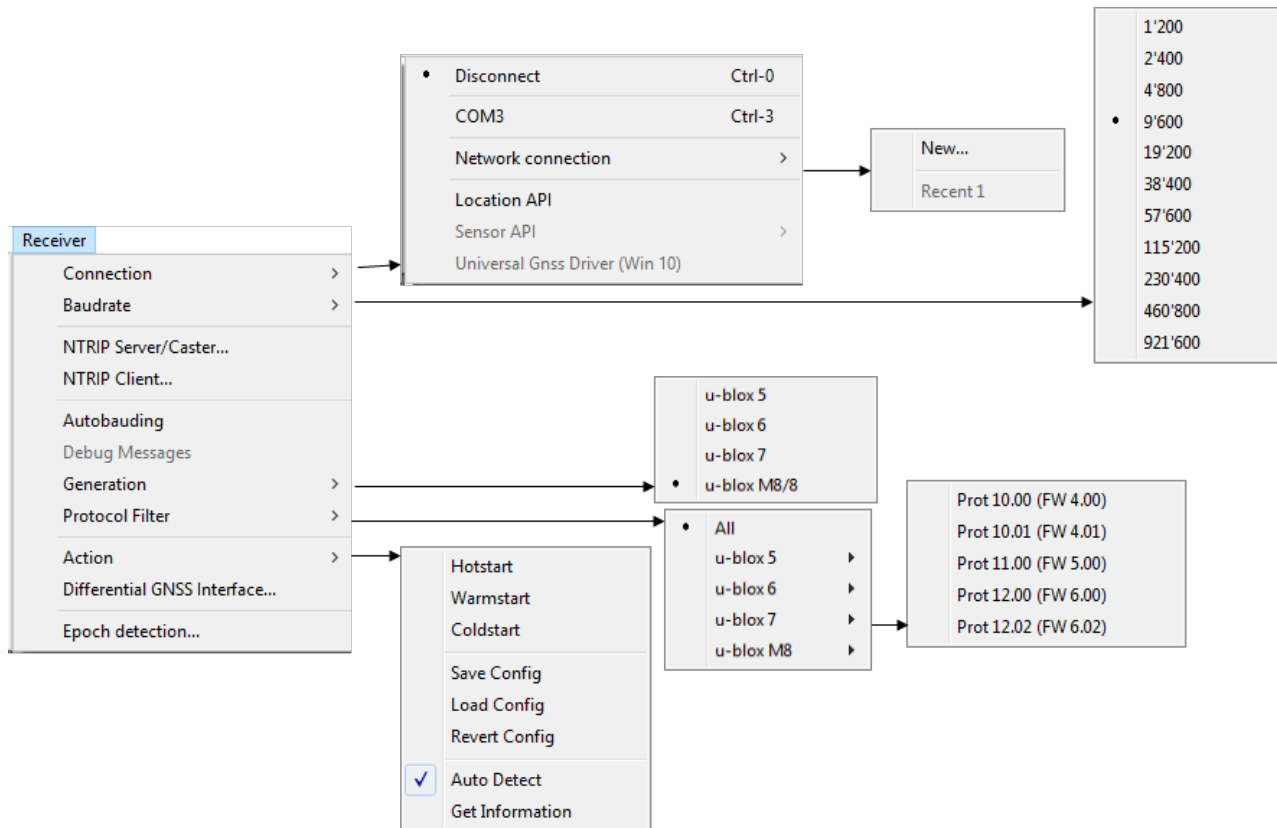 Receiver
Connection
Baudrate
NTRIP Server/Caster...
NTRIP Client...
Autobauding
Debug Messages
Generation
Protocol Filter
Action
Differential GNSS Interface...
Epoch detection...
Disconnect Ctrl-0
COM3 Ctrl-3
Network connection
Location API
Sensor API
Universal Gnss Driver (Win 10)
New...
Recent 1
1'200
2'400
4'800
9'600
19'200
38'400
57'600
115'200
230'400
460'800
921'600
u-blox 5
u-blox 6
u-blox 7
u-blox M8/8
All
u-blox 5
u-blox 6
u-blox 7
u-blox M8
Prot 10.00 (FW 4.00)
Prot 10.01 (FW 4.01)
Prot 11.00 (FW 5.00)
Prot 12.00 (FW 6.00)
Prot 12.02 (FW 6.02)
Hotstart
Warmstart
Coldstart
Save Config
Load Config
Revert Config
Auto Detect
Get Information